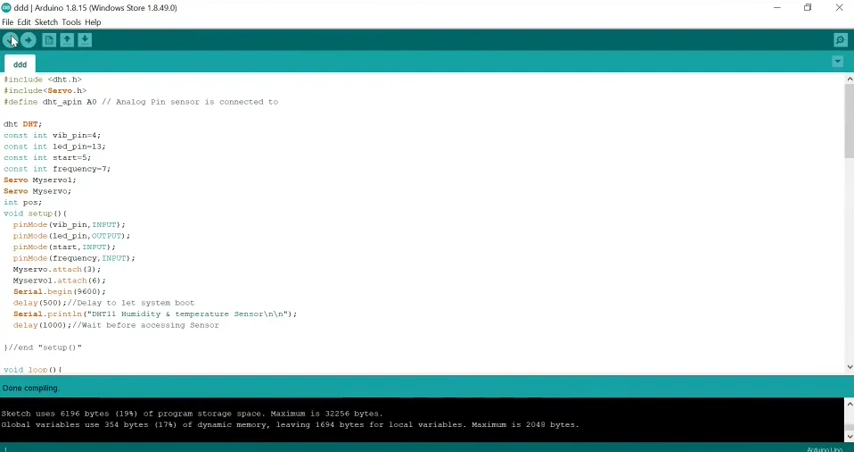 ddd | Arduino 1.8.15 (Windows Store 1.8.49.0)
File Edit Sketch Tools Help
ddd
#include <dht.h>
#include<Servo.h>
#define dht_apin A0 // Analog Pin sensor is connected to
dht DHT;
const int vib_pin=4;
const int led_pin=13;
const int start=5;
const int frequency=7;
Servo Myservo1;
Servo Myservo;
int pos;
void setup(){
pinMode(vib_pin,INPUT);
pinMode(led_pin,OUTPUT);
pinMode(start,INPUT);
pinMode(frequency,INPUT);
Myservo.attach(3);
Myservo1.attach(6);
Serial.begin(9600);
delay(500);//Delay to let system boot
Serial.println("DHT11 Humidity & temperature Sensor\n\n");
delay(1000);//Wait before accessing Sensor
}//end "setup()"
void loop(){
Done compiling.
Sketch uses 6196 bytes (19%) of program storage space. Maximum is 32256 bytes.
Global variables use 354 bytes (17%) of dynamic memory, leaving 1694 bytes for local variables. Maximum is 2048 bytes.
Arduino Uno